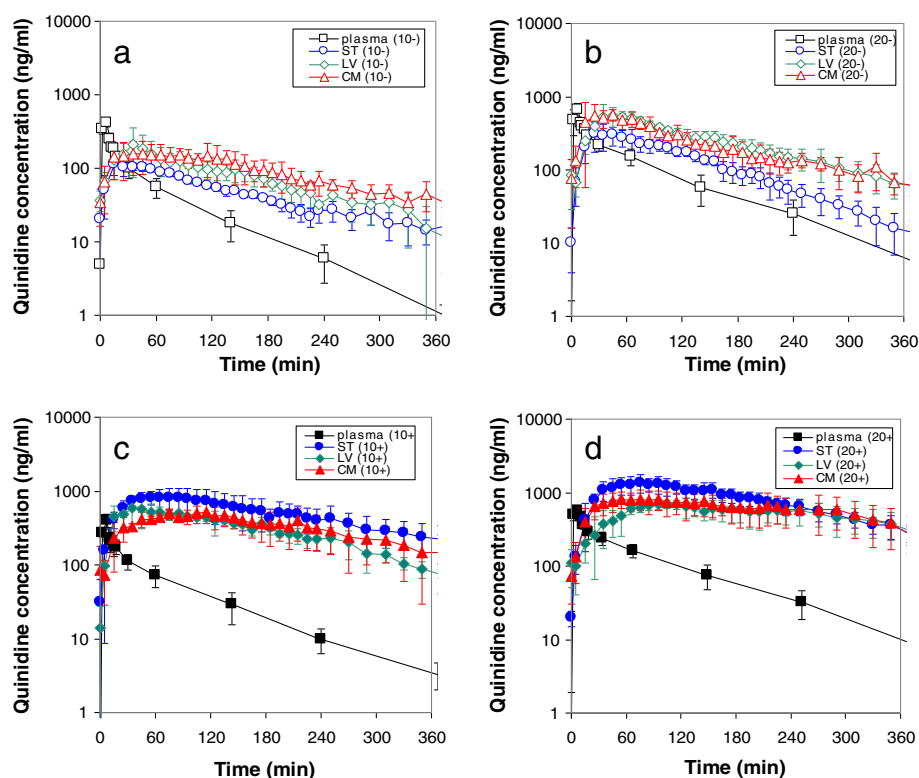 a
plasma (10-)
ST (10-)
LV (10-)
CM (10-)
Quinidine concentration (ng/ml)
10000
1000
100
10
1
0 60 120 180 240 300 360
Time (min)
b
plasma (20-)
ST (20-)
LV (20-)
CM (20-)
Quinidine concentration (ng/ml)
10000
1000
100
10
1
0 60 120 180 240 300 360
Time (min)
c
plasma (10+
ST (10+)
LV (10+)
CM (10+)
Quinidine concentration (ng/ml)
10000
1000
100
10
1
0 60 120 180 240 300 360
Time (min)
d
plasma (20+
ST (20+)
LV (20+)
CM (20+)
Quinidine concentration (ng/ml)
10000
1000
100
10
1
0 60 120 180 240 300 360
Time (min)